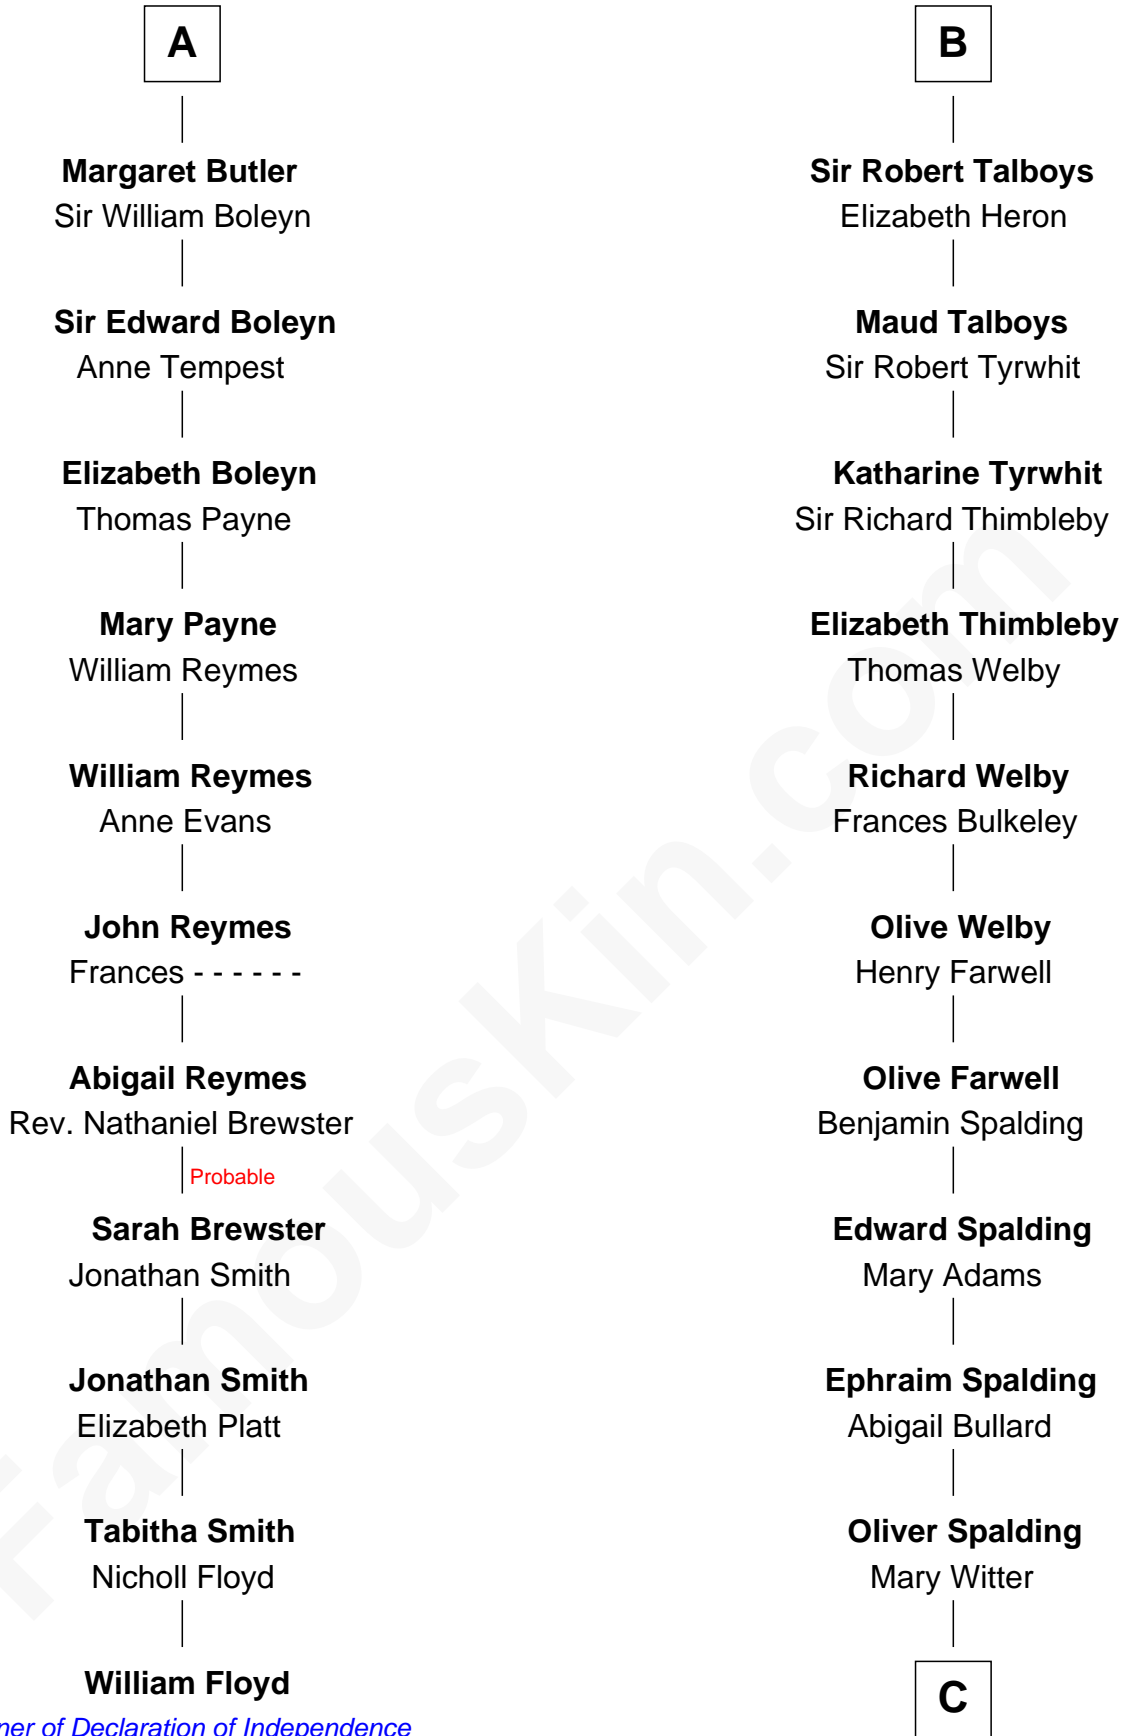 A
Margaret Butler
Sir William Boleyn
Sir Edward Boleyn
Anne Tempest
Elizabeth Boleyn
Thomas Payne
Mary Payne
William Reymes
William Reymes
Anne Evans
John Reymes
Frances - - - - - -
Abigail Reymes
Rev. Nathaniel Brewster
Probable
Sarah Brewster
Jonathan Smith
Jonathan Smith
Elizabeth Platt
Tabitha Smith
Nicholl Floyd
William Floyd
of Declaration of Independence
B
Sir Robert Talboys
Elizabeth Heron
Maud Talboys
Sir Robert Tyrwhit
Katharine Tyrwhit
Sir Richard Thimbleby
Elizabeth Thimbleby
Thomas Welby
Richard Welby
Frances Bulkeley
Olive Welby
Henry Farwell
Olive Farwell
Benjamin Spalding
Edward Spalding
Mary Adams
Ephraim Spalding
Abigail Bullard
Oliver Spalding
Mary Witter
C
FamousKin.com